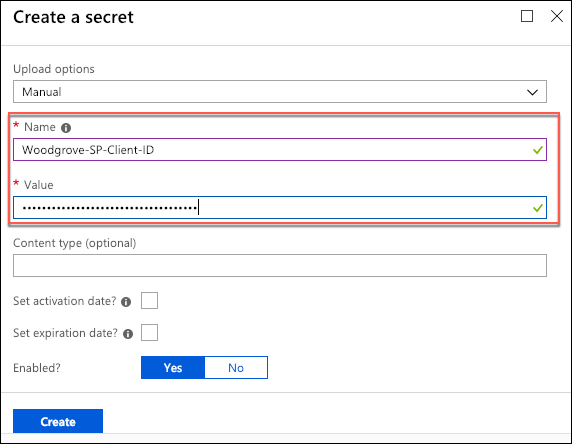 Create a secret
Upload options
Manual
* Name
Woodgrove-SP-Client-ID
* Value
••••••••••••••••••••••••••••••••••••
Content type (optional)
Set activation date?
Set expiration date?
Enabled?
Yes No
Create